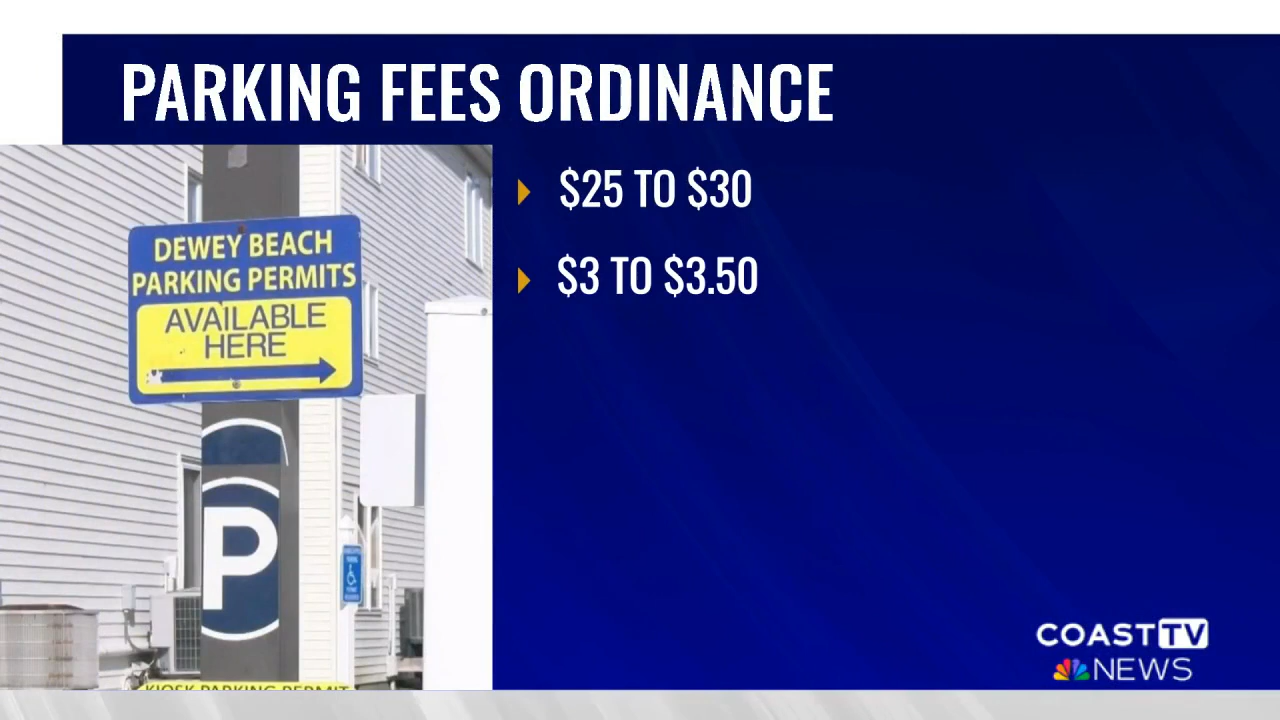 PARKING FEES ORDINANCE
$25 TO $30
$3 TO $3.50
DEWEY BEACH
PARKING PERMITS
AVAILABLE
HERE
P
KIOSK PARKING PERMIT
COAST TV
NEWS